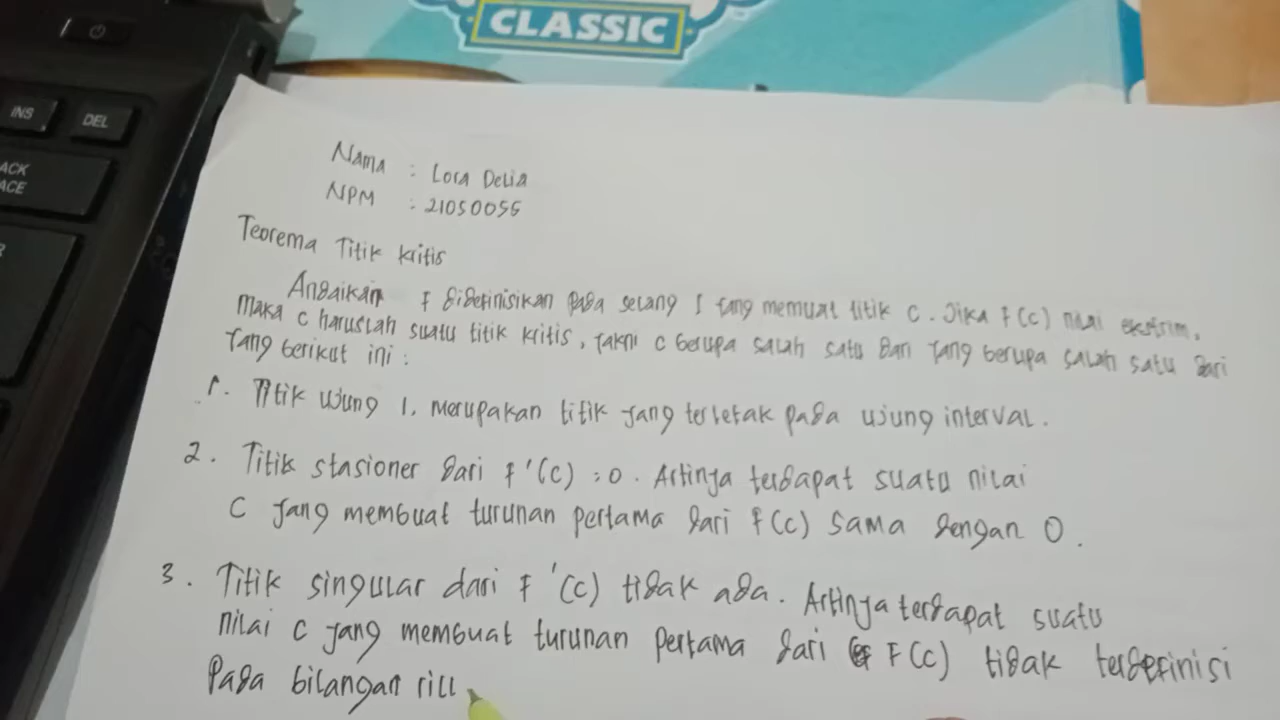 CLASSIC
INS
DEL
ACK
ACE
Nama : Lora Delia
NPM : 21050055
Teorema Titik kritis
Andaikan f didefinisikan pada selang I yang memuat titik c. Jika f(c) nilai ekstrim,
maka c haruslah suatu titik kritis, yakni c berupa salah satu dari yang berupa salah satu dari
yang berikut ini :
1. Titik ujung I. merupakan titik yang terletak pada ujung interval.
2. Titik stasioner dari f'(c) = 0. Artinya terdapat suatu nilai
c yang membuat turunan pertama dari f(c) sama dengan 0.
3. Titik singular dari f'(c) tidak ada. Artinya terdapat suatu
nilai c yang membuat turunan pertama dari f(c) tidak terdefinisi
pada bilangan riil